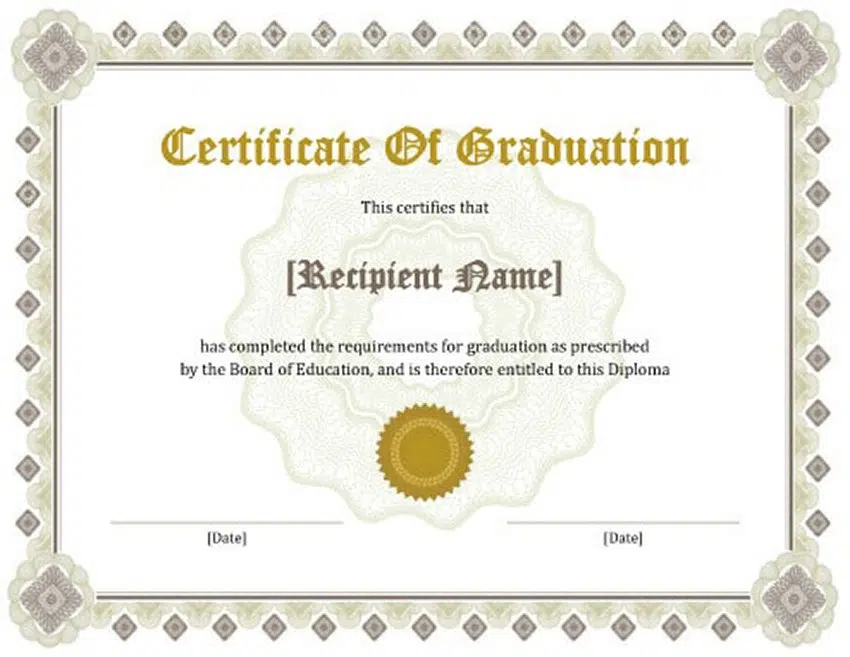 Certificate Of Graduation
This certifies that
[Recipient Name]
has completed the requirements for graduation as prescribed
by the Board of Education, and is therefore entitled to this Diploma
[Date] [Date]